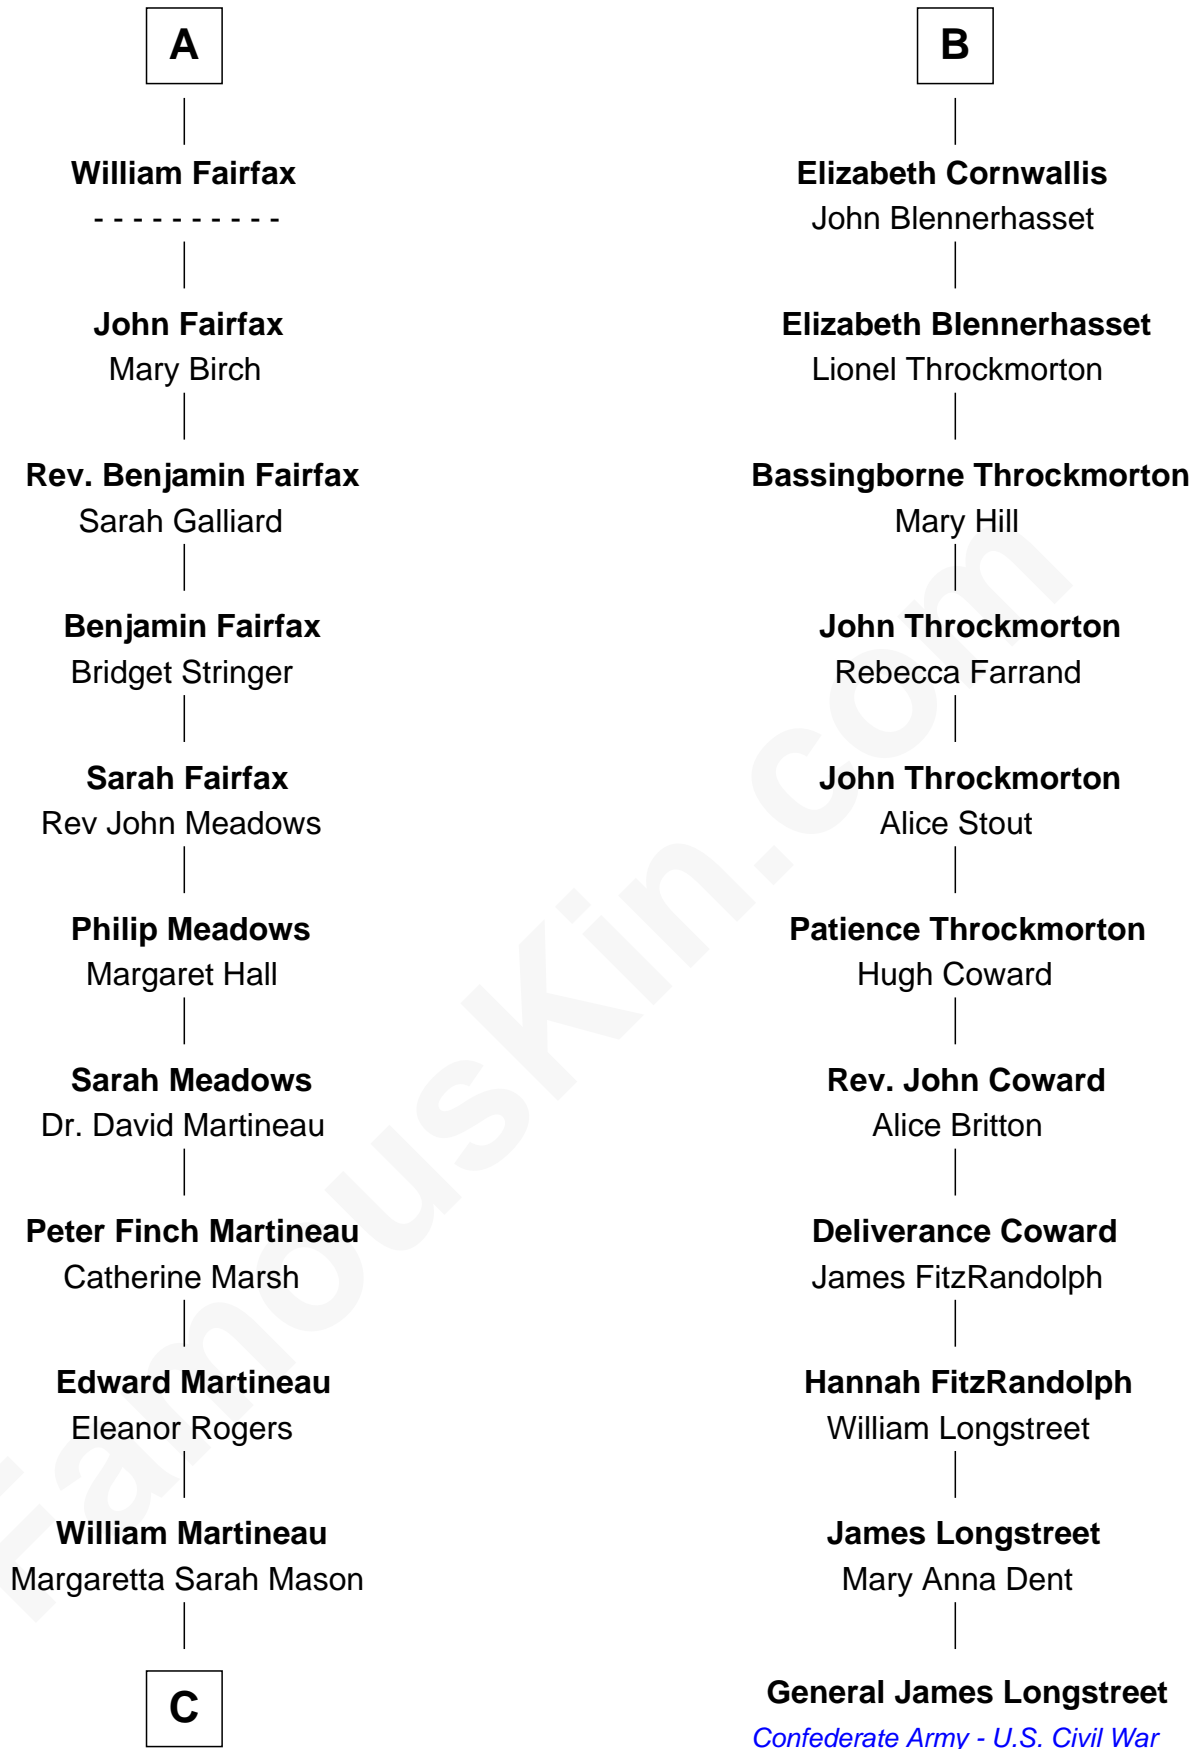 A
William Fairfax
- - - - - - - - - -
John Fairfax
Mary Birch
Rev. Benjamin Fairfax
Sarah Galliard
Benjamin Fairfax
Bridget Stringer
Sarah Fairfax
Rev John Meadows
Philip Meadows
Margaret Hall
Sarah Meadows
Dr. David Martineau
Peter Finch Martineau
Catherine Marsh
Edward Martineau
Eleanor Rogers
William Martineau
Margaretta Sarah Mason
C
B
Elizabeth Cornwallis
John Blennerhasset
Elizabeth Blennerhasset
Lionel Throckmorton
Bassingborne Throckmorton
Mary Hill
John Throckmorton
Rebecca Farrand
John Throckmorton
Alice Stout
Patience Throckmorton
Hugh Coward
Rev. John Coward
Alice Britton
Deliverance Coward
James FitzRandolph
Hannah FitzRandolph
William Longstreet
James Longstreet
Mary Anna Dent
General James Longstreet
Confederate Army - U.S. Civil War
FamousKin.com